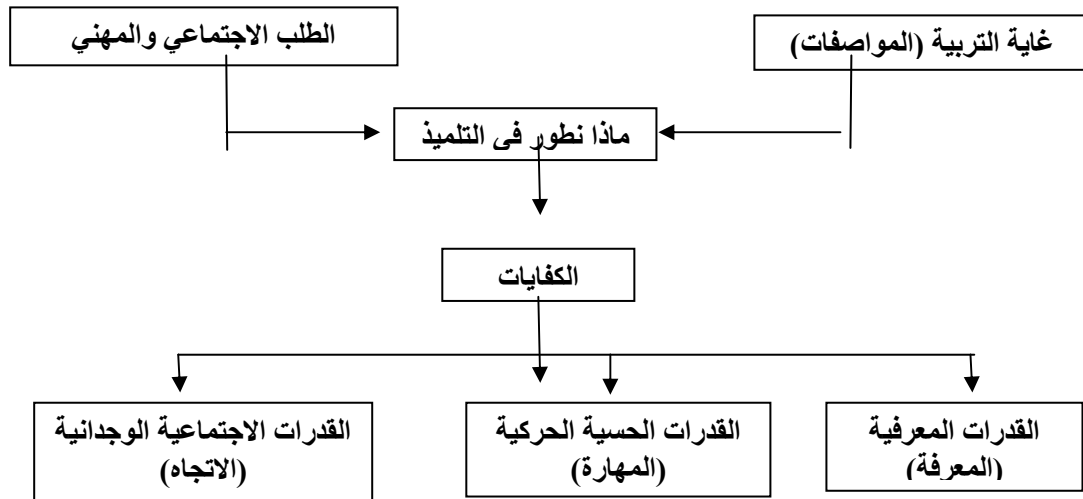 غاية التربية (المواصفات)
الطلب الاجتماعي والمهني
ماذا نطور في التلميذ
الكفايات
القدرات المعرفية
(المعرفة)
القدرات الحسية الحركية
(المهارة)
القدرات الاجتماعية الوجدانية
(الاتجاه)